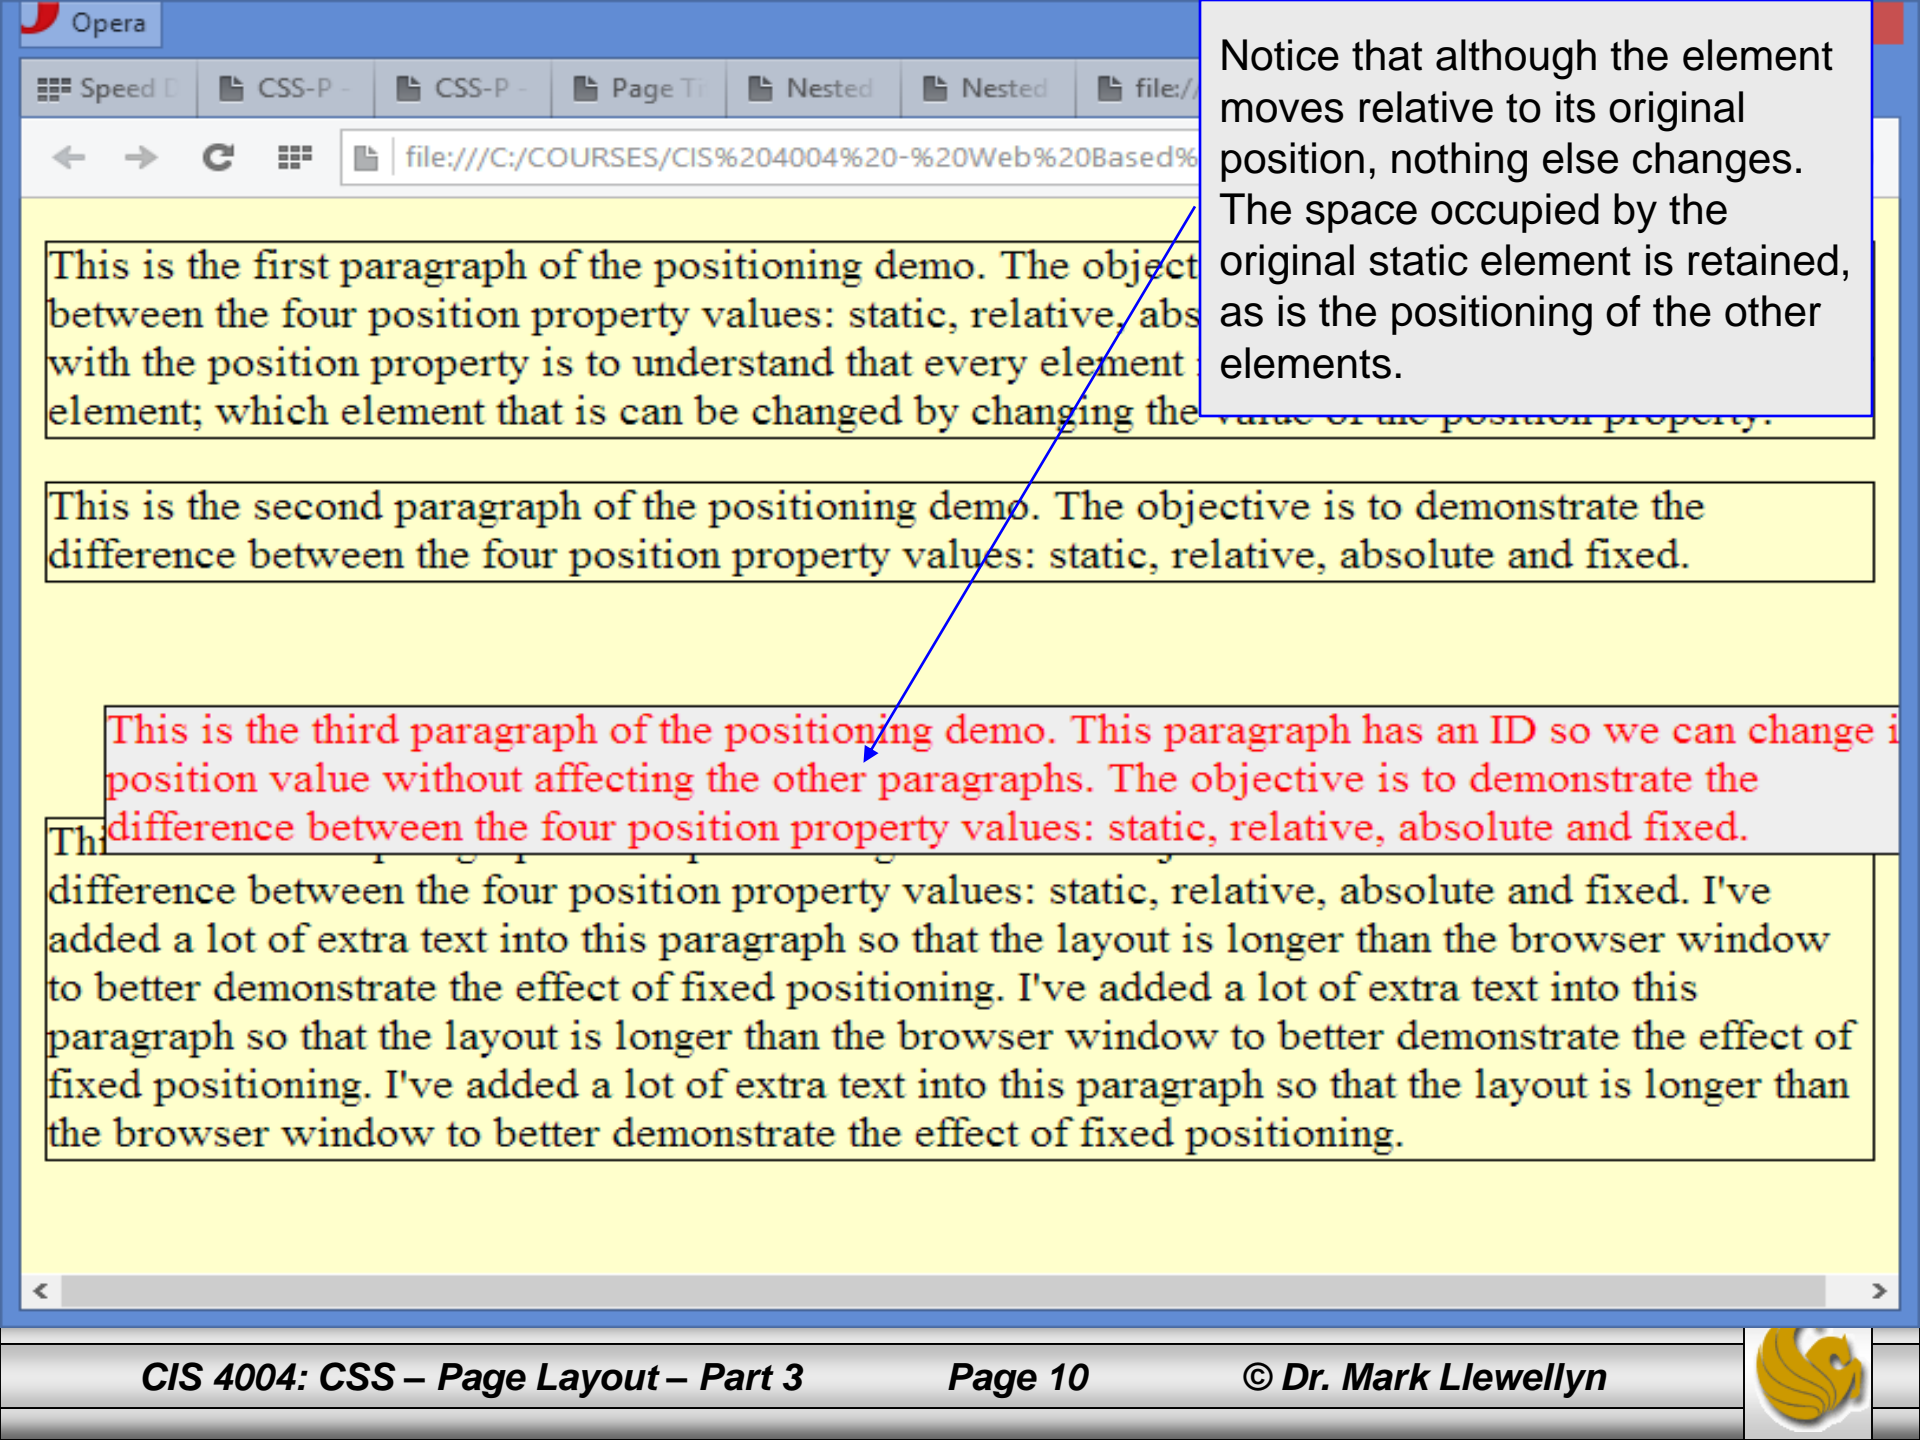 Opera
Speed D
CSS-P -
CSS-P -
Page Ti
Nested
Nested
file://
file:///C:/COURSES/CIS%204004%20-%20Web%20Based%
Notice that although the element
moves relative to its original
position, nothing else changes.
The space occupied by the
original static element is retained,
as is the positioning of the other
elements.
This is the first paragraph of the positioning demo. The object
between the four position property values: static, relative, abs
with the position property is to understand that every element
element; which element that is can be changed by changing the value of the position property.
This is the second paragraph of the positioning demo. The objective is to demonstrate the
difference between the four position property values: static, relative, absolute and fixed.
This is the third paragraph of the positioning demo. This paragraph has an ID so we can change i
position value without affecting the other paragraphs. The objective is to demonstrate the
difference between the four position property values: static, relative, absolute and fixed.
Thi
difference between the four position property values: static, relative, absolute and fixed. I've
added a lot of extra text into this paragraph so that the layout is longer than the browser window
to better demonstrate the effect of fixed positioning. I've added a lot of extra text into this
paragraph so that the layout is longer than the browser window to better demonstrate the effect of
fixed positioning. I've added a lot of extra text into this paragraph so that the layout is longer than
the browser window to better demonstrate the effect of fixed positioning.
CIS 4004: CSS – Page Layout – Part 3 Page 10 © Dr. Mark Llewellyn